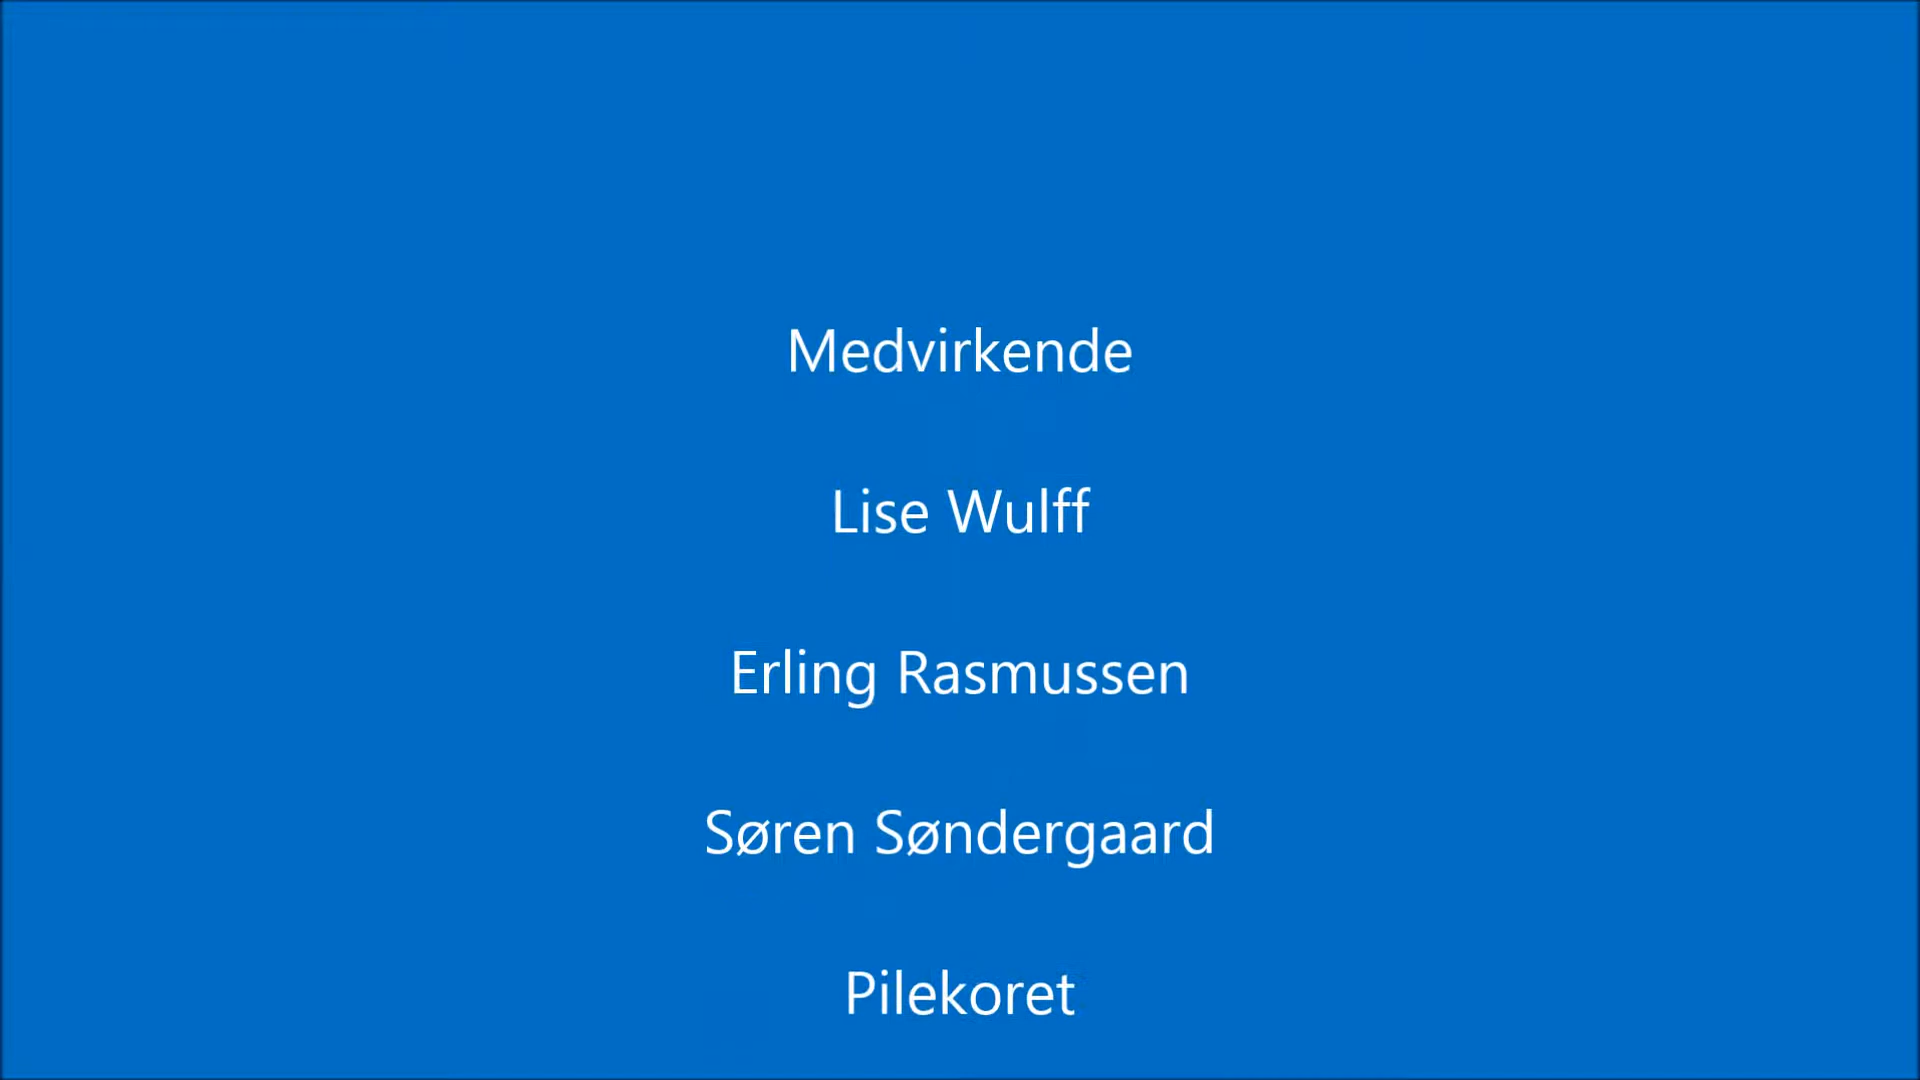 Medvirkende
Lise Wulff
Erling Rasmussen
Søren Søndergaard
Pilekoret